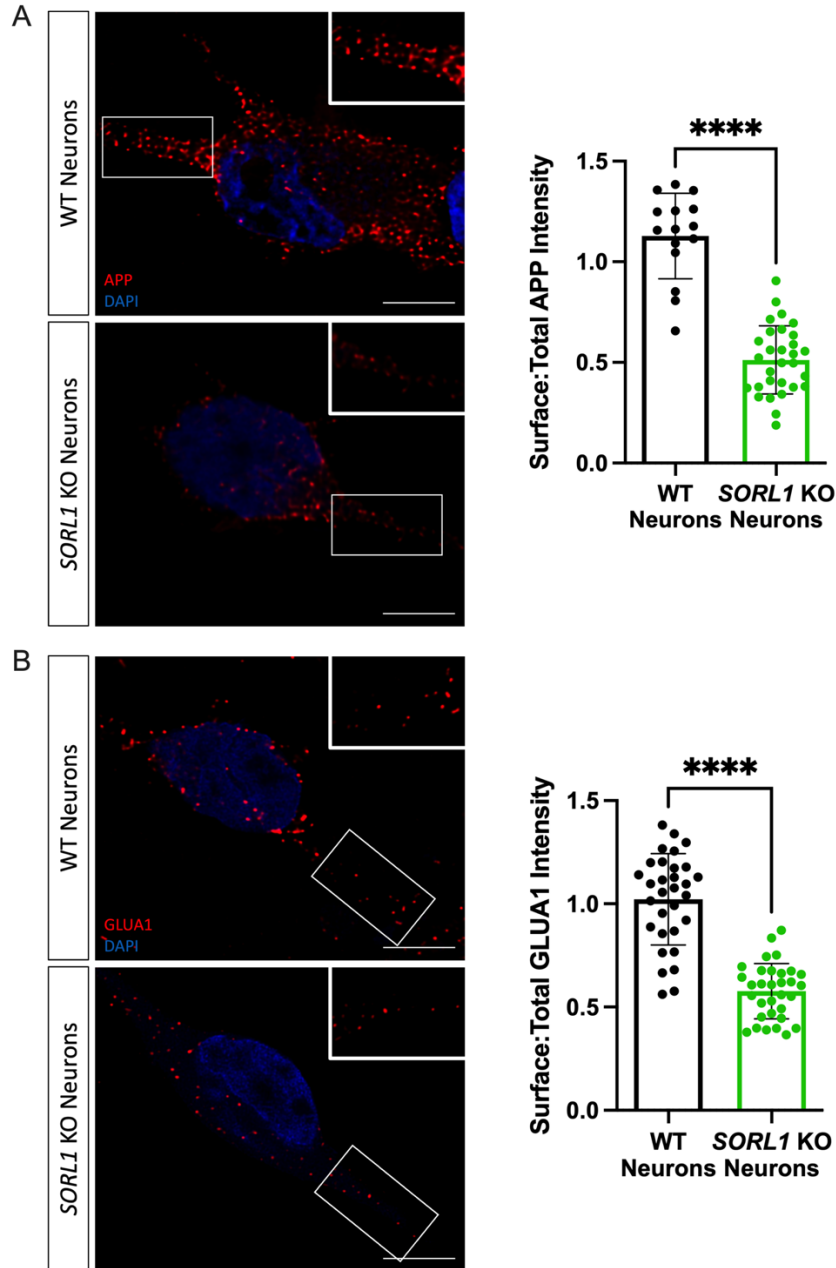 A
WT Neurons
APP
DAPI
SORL1 KO Neurons
Surface:Total APP Intensity
1.5
1.0
0.5
0.0
****
WT
Neurons
SORL1 KO
Neurons
B
WT Neurons
GLUA1
DAPI
SORL1 KO Neurons
Surface:Total GLUA1 Intensity
1.5
1.0
0.5
0.0
****
WT
Neurons
SORL1 KO
Neurons